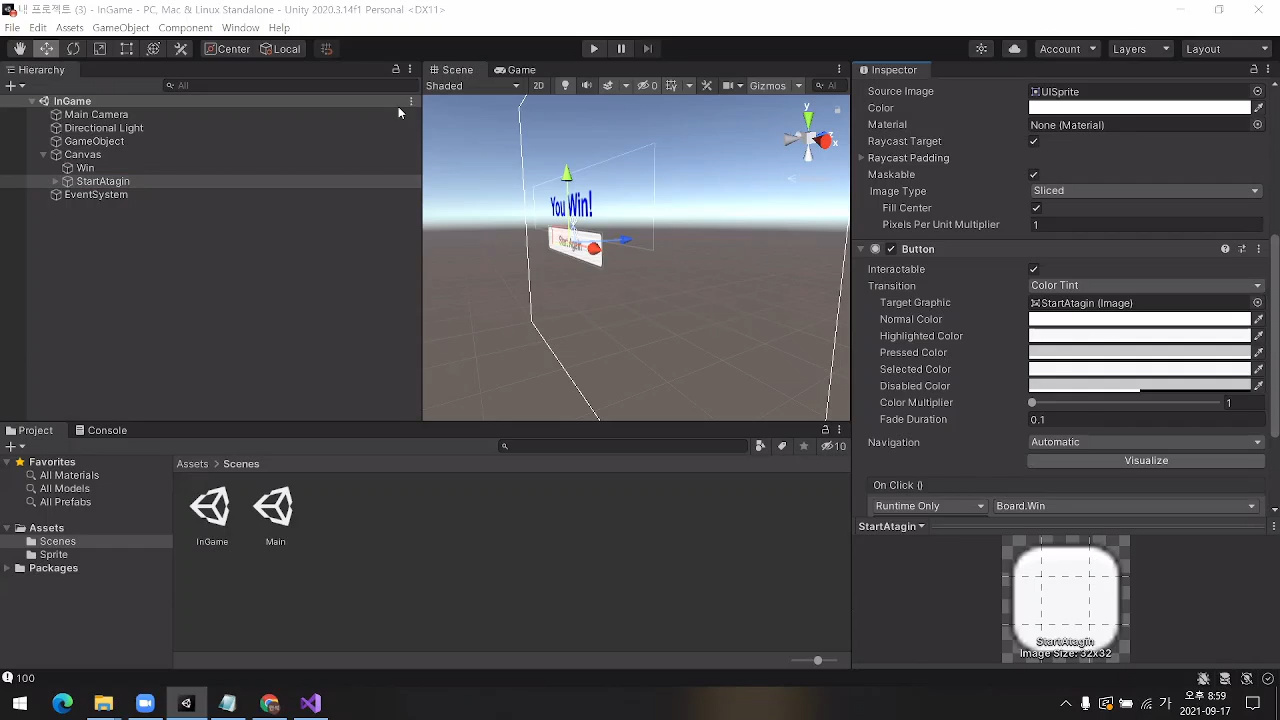 내 프로젝트 (3) - InGame - PC, Mac & Linux Standalone - Unity 2020.3.14f1 Personal <DX11>
File Edit Assets GameObject Component Window Help
Center Local Account Layers Layout
Hierarchy
All
InGame
Main Camera
Directional Light
GameObject
Canvas
Win
StartAtagin
EventSystem
Scene Game
Shaded 2D 0 Gizmos Al
y
x
You Win!
Start Again
Inspector
Source Image UISprite
Color
Material None (Material)
Raycast Target
Raycast Padding
Maskable
Image Type Sliced
Fill Center
Pixels Per Unit Multiplier 1
Button
Interactable
Transition Color Tint
Target Graphic StartAtagin (Image)
Normal Color
Highlighted Color
Pressed Color
Selected Color
Disabled Color
Color Multiplier 1
Fade Duration 0.1
Navigation Automatic
Visualize
On Click ()
Runtime Only Board.Win
StartAtagin
StartAtagin
Image Size: 32x32
Project Console
10
Favorites
All Materials
All Models
All Prefabs
Assets
Scenes
Sprite
Packages
Assets > Scenes
InGame Main
100
가 오후 8:59
2021-09-17